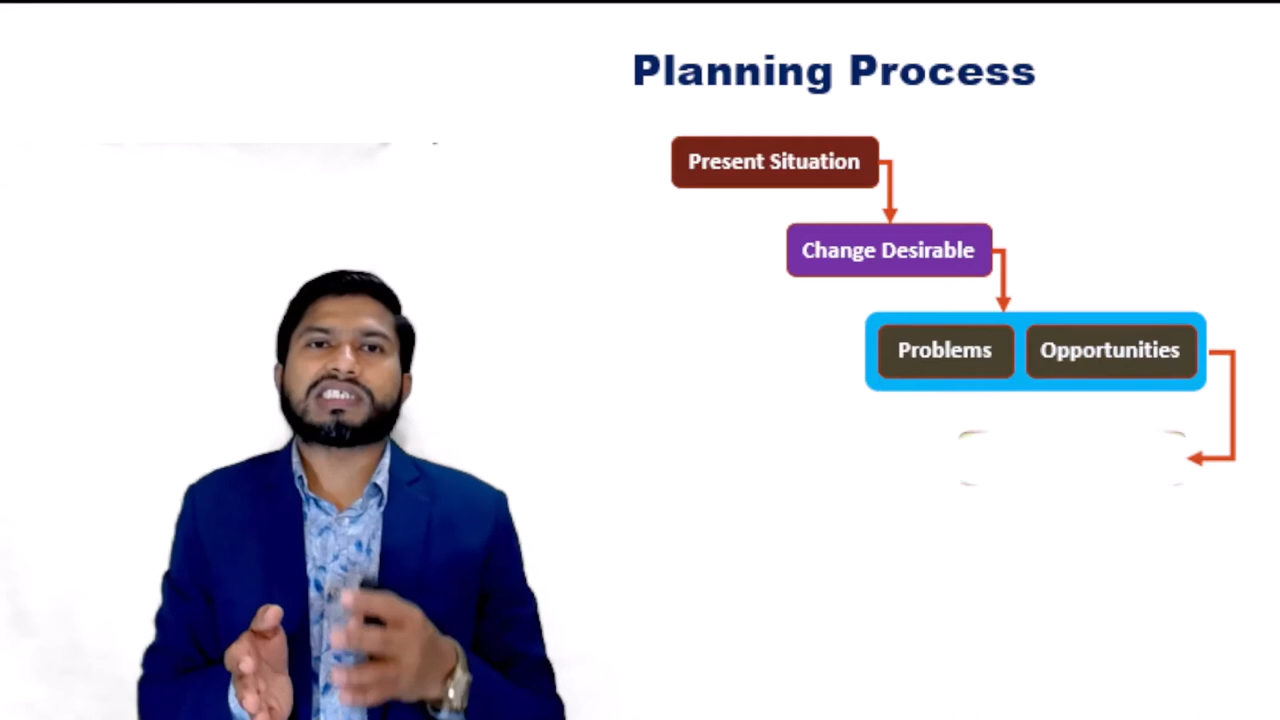 Planning Process
Present Situation
Change Desirable
Problems
Opportunities